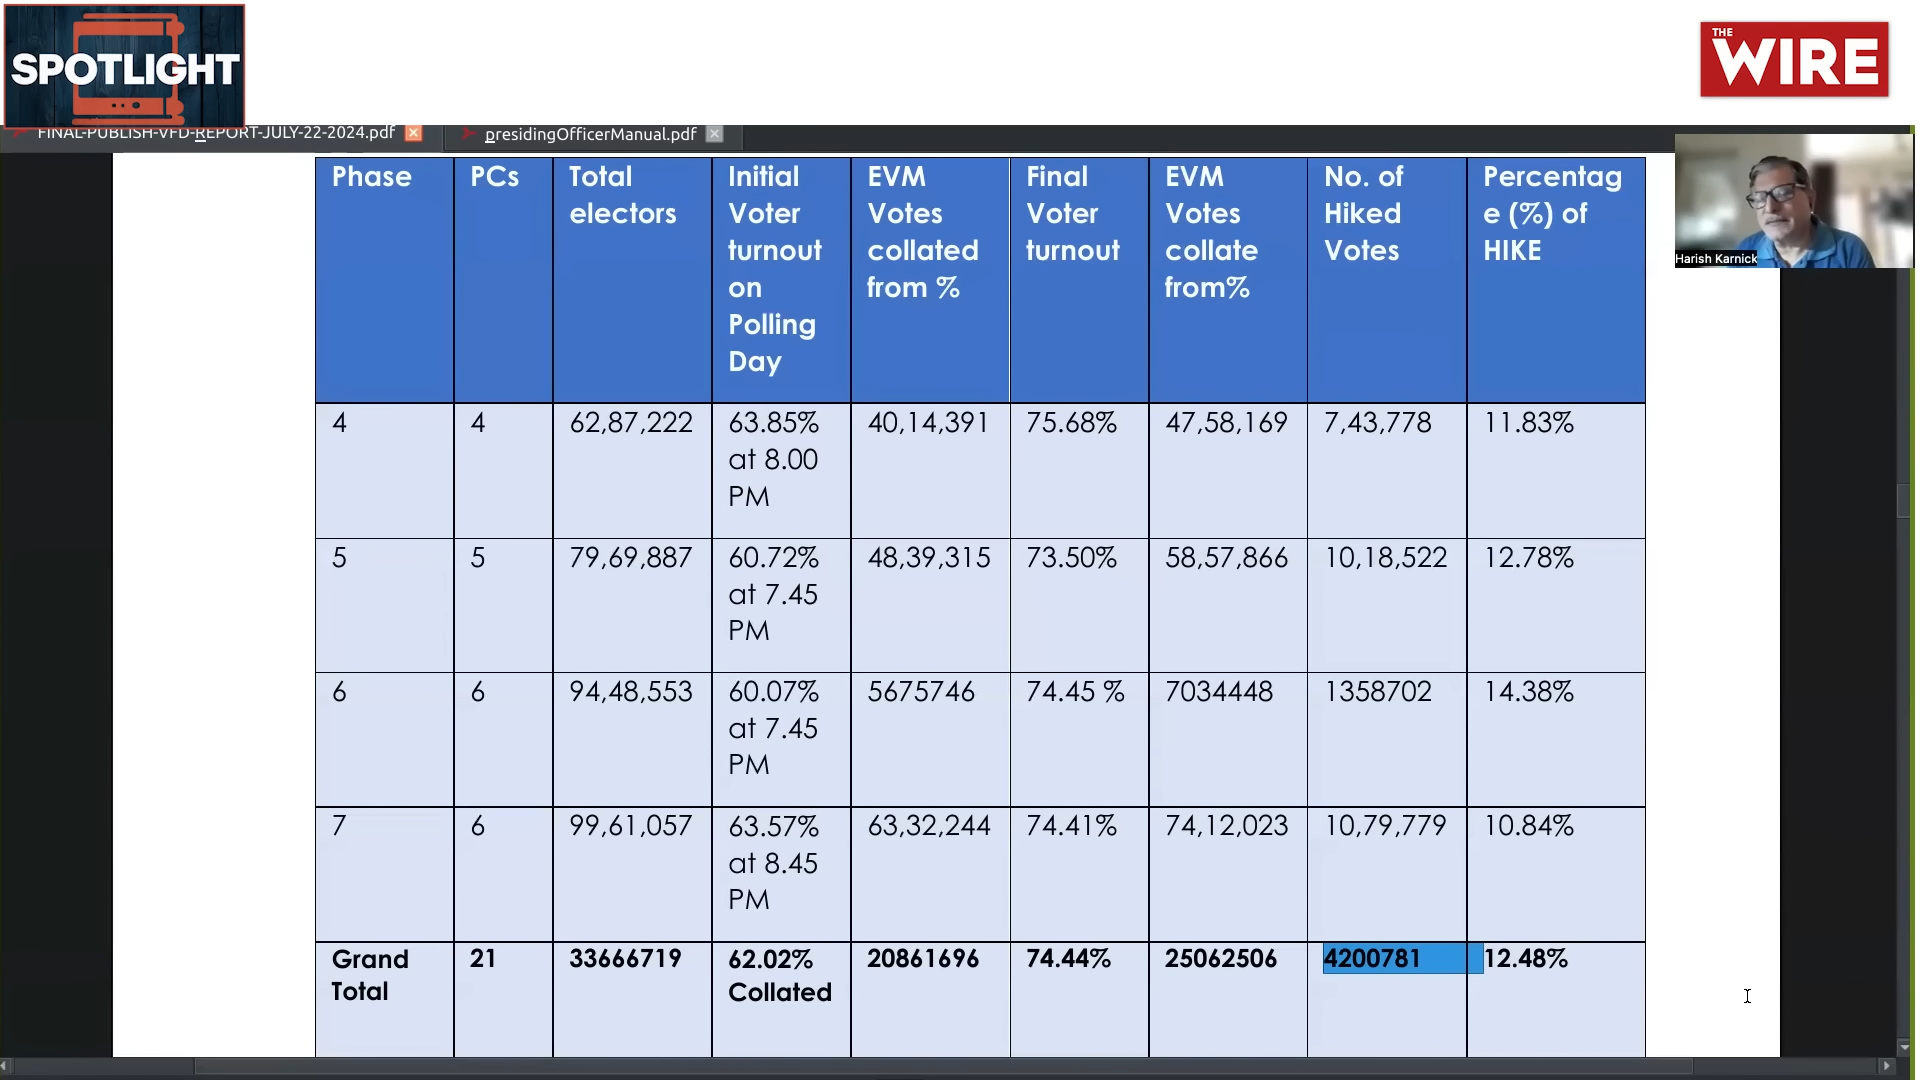 SPOTLIGHT
THE
WIRE
FINAL-PUBLISH-VFD-REPORT-JULY-22-2024.pdf
presidingOfficerManual.pdf
Harish Karnick
Phase
PCs
Total
electors
Initial
Voter
turnout
on
Polling
Day
EVM
Votes
collated
from %
Final
Voter
turnout
EVM
Votes
collate
from%
No. of
Hiked
Votes
Percentag
e (%) of
HIKE
4
4
62,87,222
63.85%
at 8.00
PM
40,14,391
75.68%
47,58,169
7,43,778
11.83%
5
5
79,69,887
60.72%
at 7.45
PM
48,39,315
73.50%
58,57,866
10,18,522
12.78%
6
6
94,48,553
60.07%
at 7.45
PM
5675746
74.45 %
7034448
1358702
14.38%
7
6
99,61,057
63.57%
at 8.45
PM
63,32,244
74.41%
74,12,023
10,79,779
10.84%
Grand
Total
21
33666719
62.02%
Collated
20861696
74.44%
25062506
4200781
12.48%